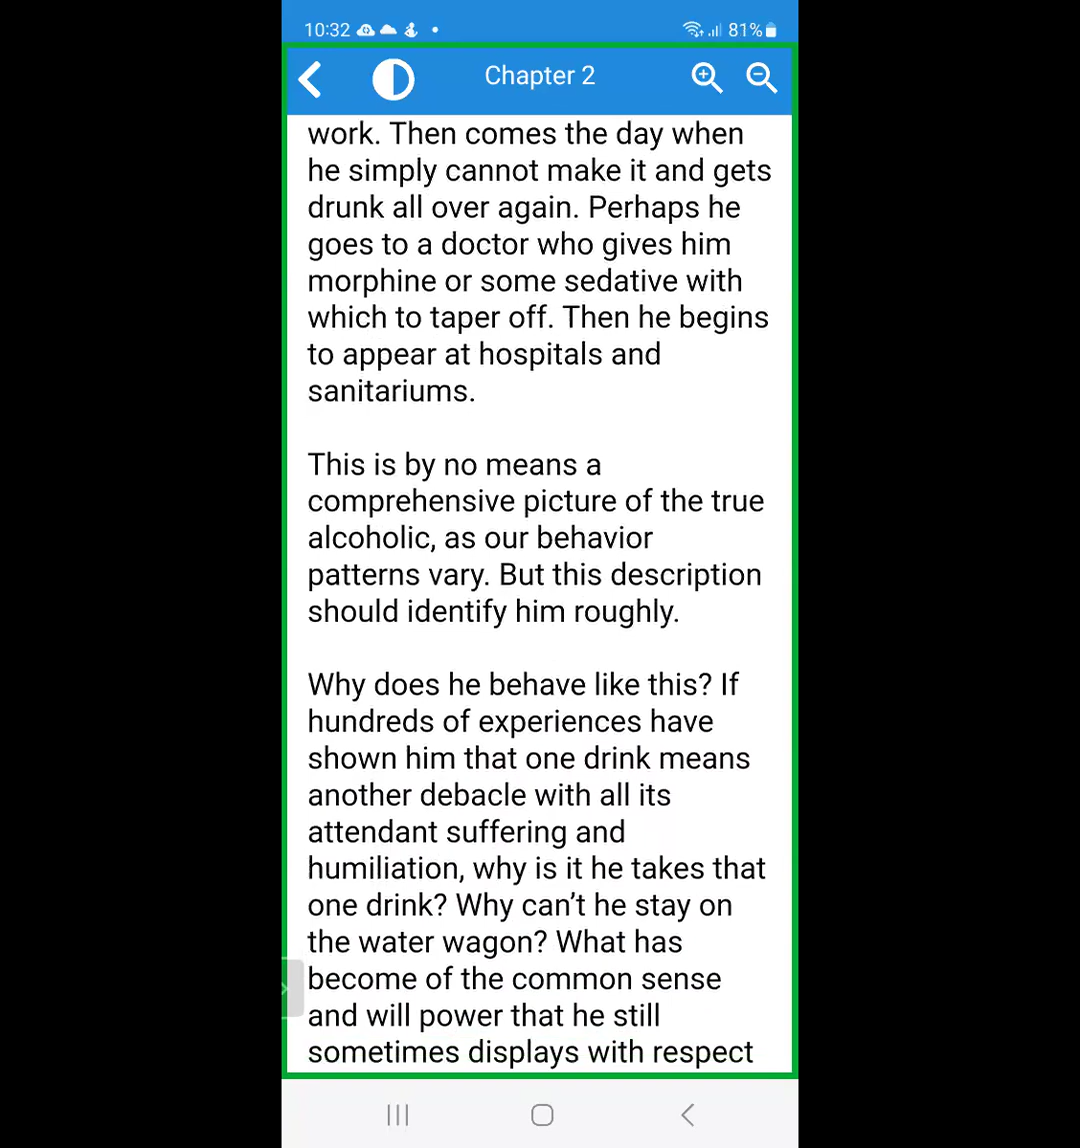 10:32 81%
Chapter 2
work. Then comes the day when
he simply cannot make it and gets
drunk all over again. Perhaps he
goes to a doctor who gives him
morphine or some sedative with
which to taper off. Then he begins
to appear at hospitals and
sanitariums.
This is by no means a
comprehensive picture of the true
alcoholic, as our behavior
patterns vary. But this description
should identify him roughly.
Why does he behave like this? If
hundreds of experiences have
shown him that one drink means
another debacle with all its
attendant suffering and
humiliation, why is it he takes that
one drink? Why can’t he stay on
the water wagon? What has
become of the common sense
and will power that he still
sometimes displays with respect